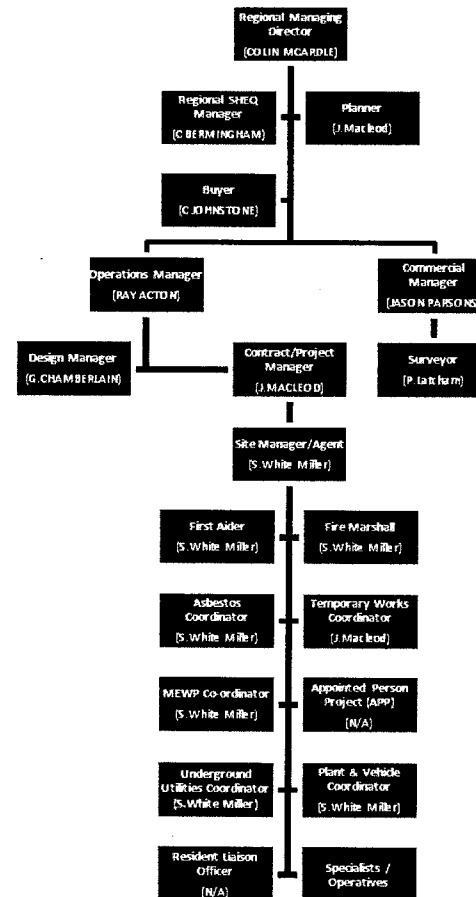 Regional Managing
Director
(COLIN MCARDLE)
Regional SHEQ
Manager
(C BERMINGHAM)
Planner
(J.Macleod)
Buyer
(C JOHNSTONE)
Operations Manager
(RAY ACTON)
Commercial
Manager
(JASON PARSONS)
Design Manager
(G.CHAMBERLAIN)
Contract/Project
Manager
(J.MACLEOD)
Surveyor
(P.Latcham)
Site Manager/Agent
(S.White Miller)
First Aider
(S.White Miller)
Fire Marshall
(S.White Miller)
Asbestos
Coordinator
(S.White Miller)
Temporary Works
Coordinator
(J.Macleod)
MEWP Co-ordinator
(S.White Miller)
Appointed Person
Project (APP)
(N/A)
Underground
Utilities Coordinator
(S.White Miller)
Plant & Vehicle
Coordinator
(S.White Miller)
Resident Liaison
Officer
(N/A)
Specialists /
Operatives